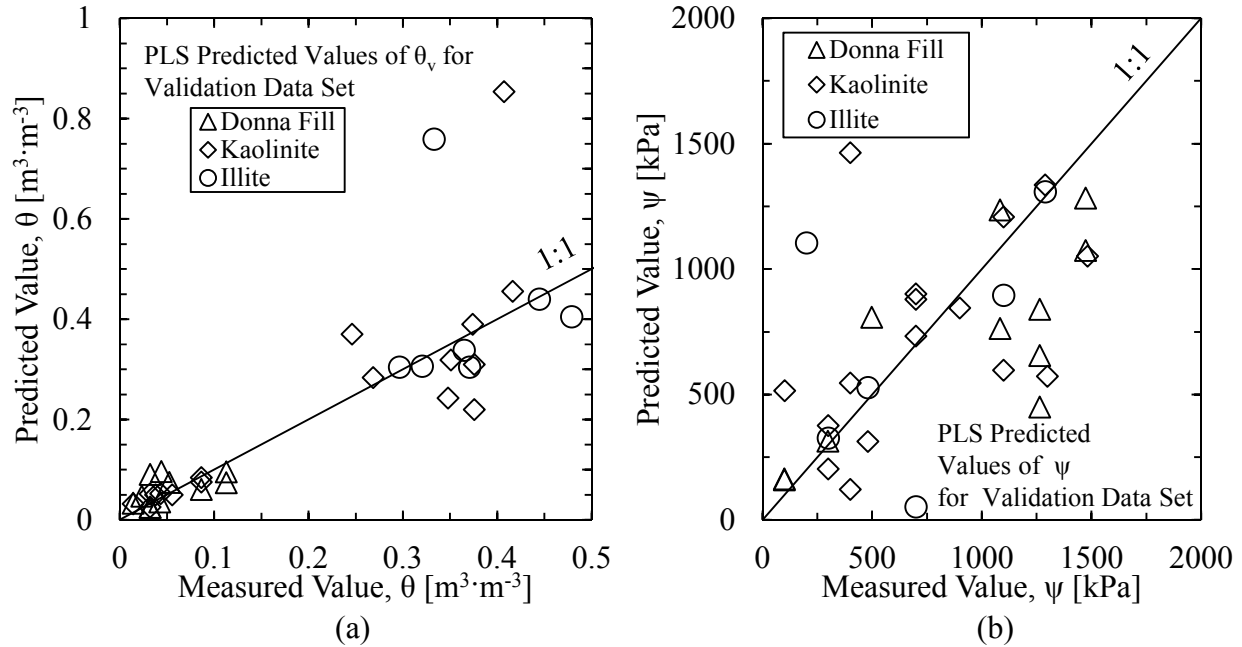 PLS Predicted Values of θv for
Validation Data Set
Donna Fill
Kaolinite
Illite
1:1
1
0.8
0.6
0.4
0.2
0
0
0.1
0.2
0.3
0.4
0.5
Predicted Value, θ [m³·m⁻³]
Measured Value, θ [m³·m⁻³]
(a)
Donna Fill
Kaolinite
Illite
1:1
2000
1500
1000
500
0
0
500
1000
1500
2000
PLS Predicted
Values of ψ
for Validation Data Set
Predicted Value, ψ [kPa]
Measured Value, ψ [kPa]
(b)